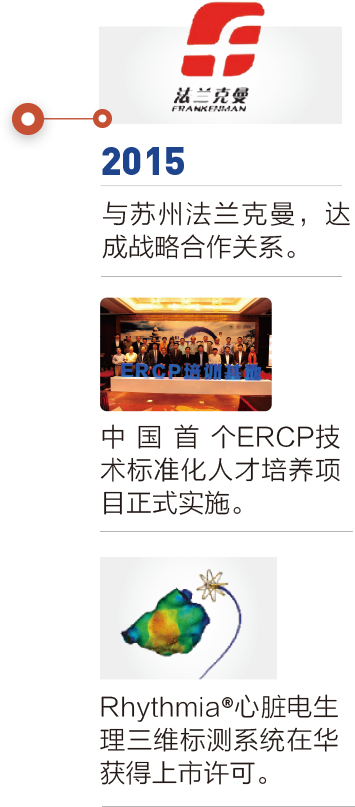 法兰克曼
FRANKENMAN
2015
与苏州法兰克曼，达
成战略合作关系。
ERCP培训基地
中国首个ERCP技
术标准化人才培养项
目正式实施。
Rhythmia®心脏电生
理三维标测系统在华
获得上市许可。